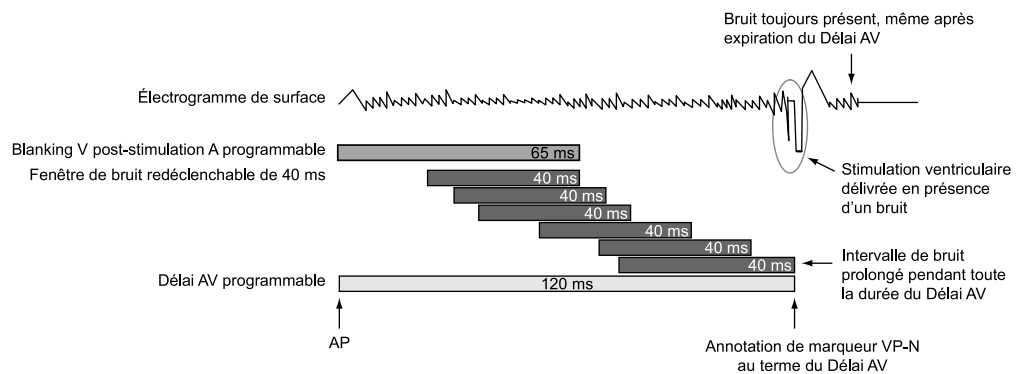 Bruit toujours présent, même après
expiration du Délai AV
Électrogramme de surface
Blanking V post-stimulation A programmable
65 ms
Fenêtre de bruit redéclenchable de 40 ms
40 ms
40 ms
40 ms
40 ms
40 ms
40 ms
Stimulation ventriculaire
délivrée en présence
d'un bruit
Intervalle de bruit
prolongé pendant toute
la durée du Délai AV
Délai AV programmable
120 ms
AP
Annotation de marqueur VP-N
au terme du Délai AV